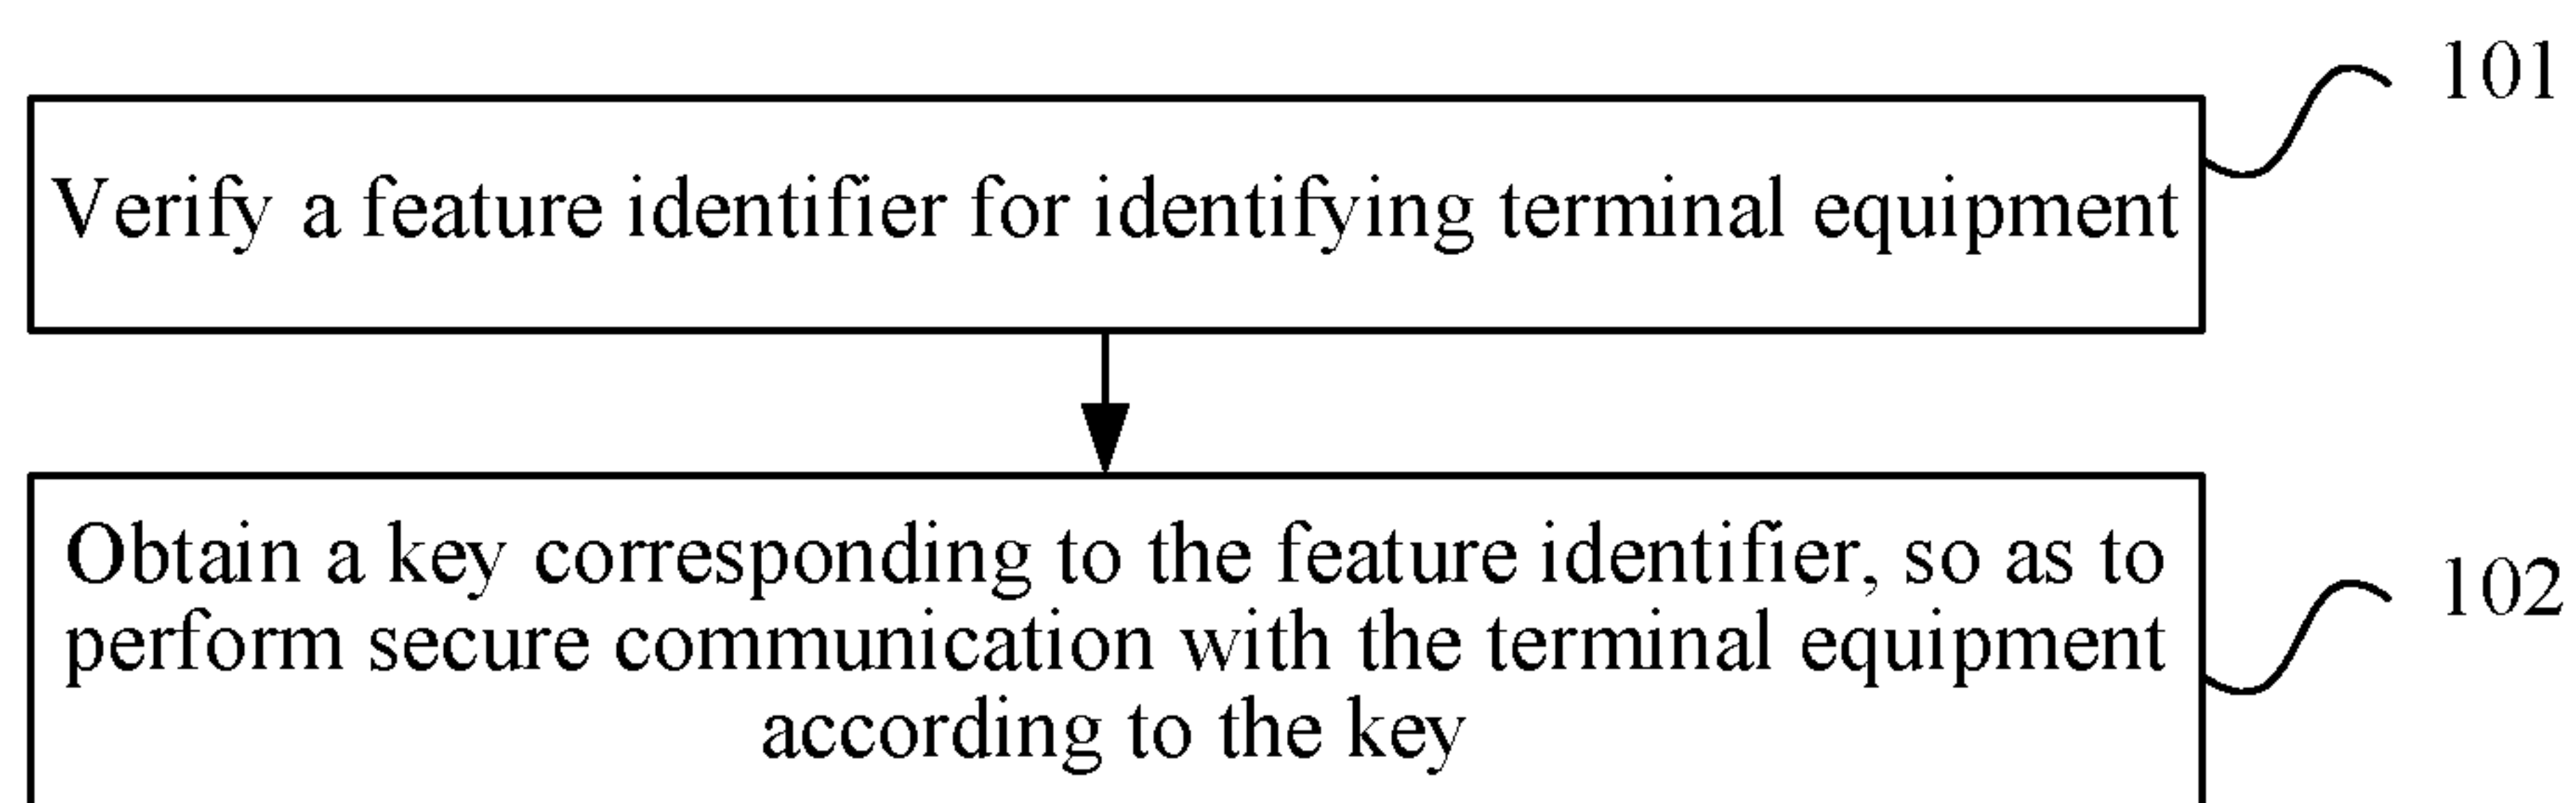 101
Verify a feature identifier for identifying terminal equipment
Obtain a key corresponding to the feature identifier, so as to
102
perform secure communication with the terminal equipment
according to the key